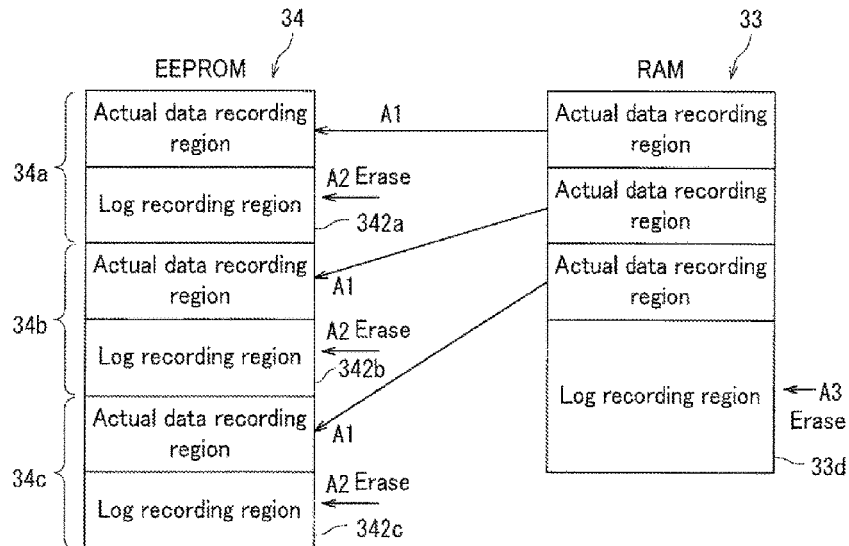 34
33
EEPROM
RAM
34a
Actual data recording
region
A1
Actual data recording
region
Log recording region
A2 Erase
342a
Actual data recording
region
34b
Actual data recording
region
A1
Actual data recording
region
Log recording region
A2 Erase
342b
Log recording region
A3
Erase
33d
34c
Actual data recording
region
A1
Log recording region
A2 Erase
342c